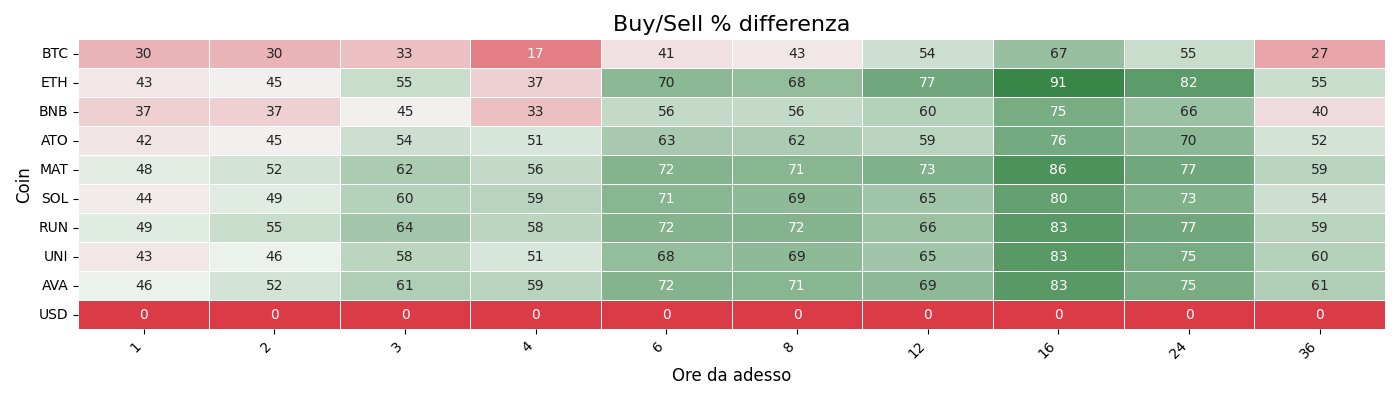 Buy/Sell % differenza
Coin
BTC 30 30 33 17 41 43 54 67 55 27
ETH 43 45 55 37 70 68 77 91 82 55
BNB 37 37 45 33 56 56 60 75 66 40
ATO 42 45 54 51 63 62 59 76 70 52
MAT 48 52 62 56 72 71 73 86 77 59
SOL 44 49 60 59 71 69 65 80 73 54
RUN 49 55 64 58 72 72 66 83 77 59
UNI 43 46 58 51 68 69 65 83 75 60
AVA 46 52 61 59 72 71 69 83 75 61
USD 0 0 0 0 0 0 0 0 0 0
1 2 3 4 6 8 12 16 24 36
Ore da adesso